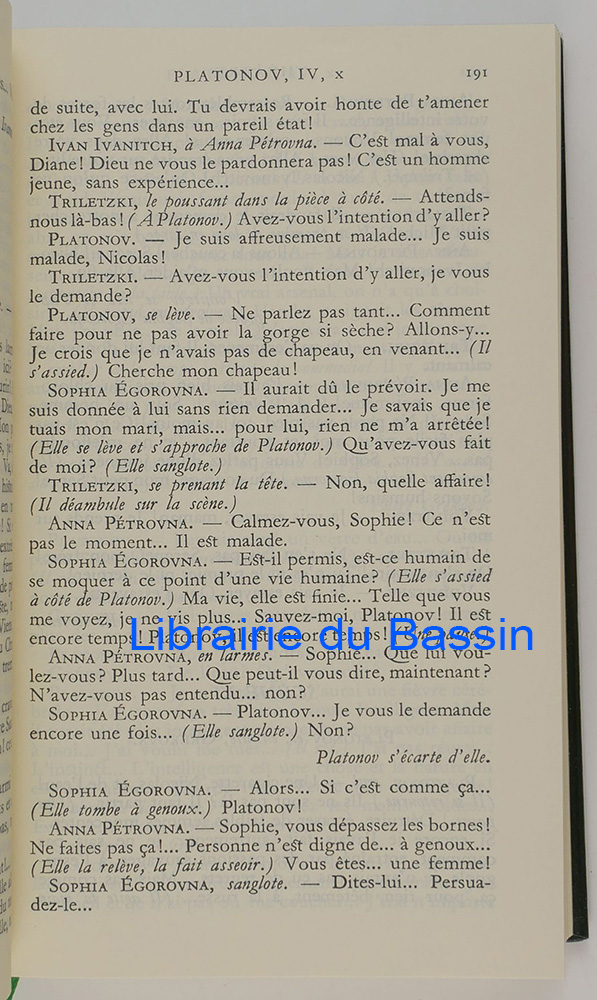 PLATONOV, IV, x 191
de suite, avec lui. Tu devrais avoir honte de t'amener
chez les gens dans un pareil état!
IVAN IVANITCH, à Anna Pétrovna. — C'est mal à vous,
Diane! Dieu ne vous le pardonnera pas! C'est un homme
jeune, sans expérience...
TRILETZKI, le poussant dans la pièce à côté. — Attends-
nous là-bas! (À Platonov.) Avez-vous l'intention d'y aller?
PLATONOV. — Je suis affreusement malade... Je suis
malade, Nicolas!
TRILETZKI. — Avez-vous l'intention d'y aller, je vous
le demande?
PLATONOV, se lève. — Ne parlez pas tant... Comment
faire pour ne pas avoir la gorge si sèche? Allons-y...
Je crois que je n'avais pas de chapeau, en venant... (Il
s'assied.) Cherche mon chapeau!
SOPHIA ÉGOROVNA. — Il aurait dû le prévoir. Je me
suis donnée à lui sans rien demander... Je savais que je
tuais mon mari, mais... pour lui, rien ne m'a arrêtée!
(Elle se lève et s'approche de Platonov.) Qu'avez-vous fait
de moi? (Elle sanglote.)
TRILETZKI, se prenant la tête. — Non, quelle affaire!
(Il déambule sur la scène.)
ANNA PÉTROVNA. — Calmez-vous, Sophie! Ce n'est
pas le moment... Il est malade.
SOPHIA ÉGOROVNA. — Est-il permis, est-ce humain de
se moquer à ce point d'une vie humaine? (Elle s'assied
à côté de Platonov.) Ma vie, elle est finie... Telle que vous
me voyez, je ne vis plus... Sauvez-moi, Platonov! Il est
encore temps! Platonov, il est encore temps! (Une pause.)
Librairie du Bassin
ANNA PÉTROVNA, en larmes. — Sophie... Que lui vou-
lez-vous? Plus tard... Que peut-il vous dire, maintenant?
N'avez-vous pas entendu... non?
SOPHIA ÉGOROVNA. — Platonov... Je vous le demande
encore une fois... (Elle sanglote.) Non?
Platonov s'écarte d'elle.
SOPHIA ÉGOROVNA. — Alors... Si c'est comme ça...
(Elle tombe à genoux.) Platonov!
ANNA PÉTROVNA. — Sophie, vous dépassez les bornes!
Ne faites pas ça!... Personne n'est digne de... à genoux...
(Elle la relève, la fait asseoir.) Vous êtes... une femme!
SOPHIA ÉGOROVNA, sanglote. — Dites-lui... Persua-
dez-le...